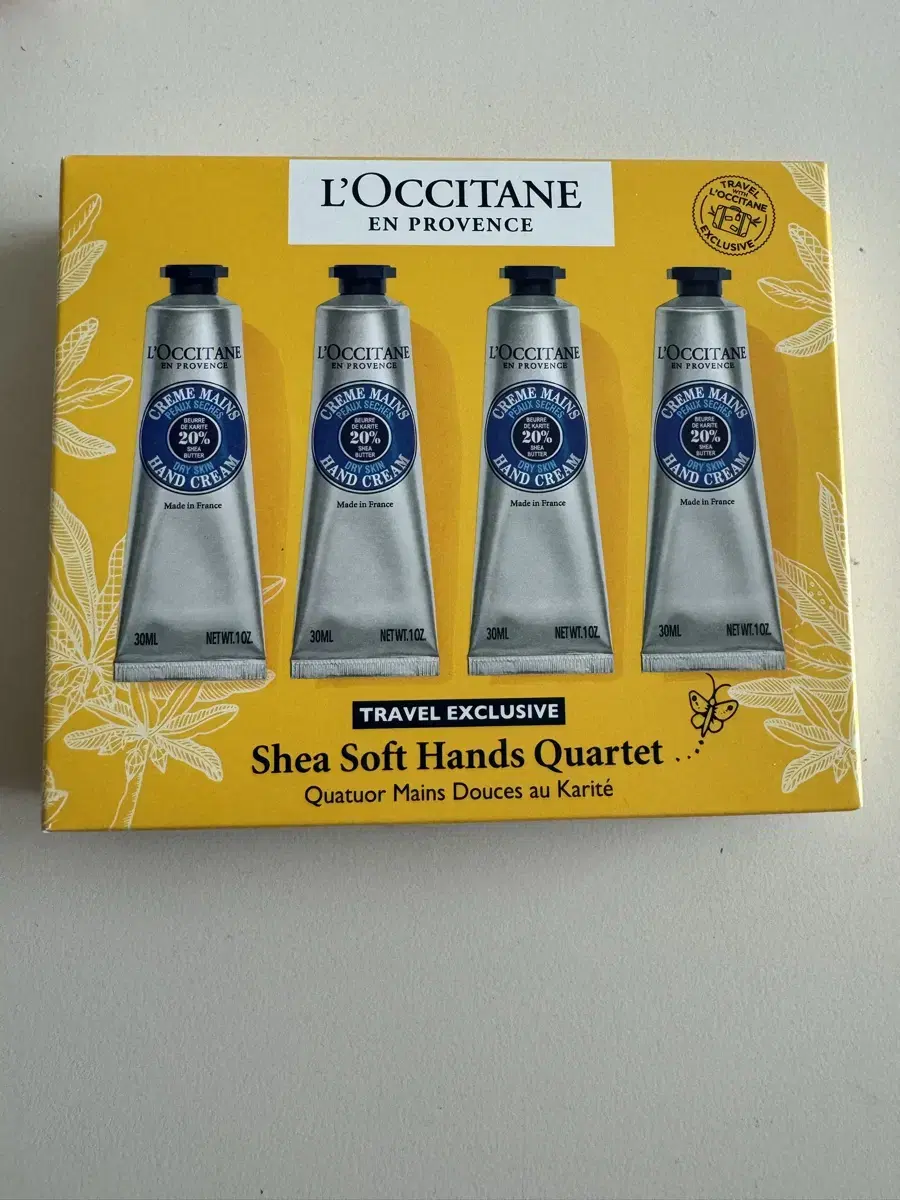 L'OCCITANE
EN PROVENCE
TRAVEL
WITH
L'OCCITANE
EXCLUSIVE
L'OCCITANE
EN PROVENCE
CREME MAINS
PEAUX SECHES
BEURRE
DE KARITE
20%
SHEA
BUTTER
DRY SKIN
HAND CREAM
Made in France
30ML NET WT. 1 OZ.
L'OCCITANE
EN PROVENCE
CREME MAINS
PEAUX SECHES
BEURRE
DE KARITE
20%
SHEA
BUTTER
DRY SKIN
HAND CREAM
Made in France
30ML NET WT. 1 OZ.
L'OCCITANE
EN PROVENCE
CREME MAINS
PEAUX SECHES
BEURRE
DE KARITE
20%
SHEA
BUTTER
DRY SKIN
HAND CREAM
Made in France
30ML NET WT. 1 OZ.
L'OCCITANE
EN PROVENCE
CREME MAINS
PEAUX SECHES
BEURRE
DE KARITE
20%
SHEA
BUTTER
DRY SKIN
HAND CREAM
Made in France
30ML NET WT. 1 OZ.
TRAVEL EXCLUSIVE
Shea Soft Hands Quartet
Quatuor Mains Douces au Karité